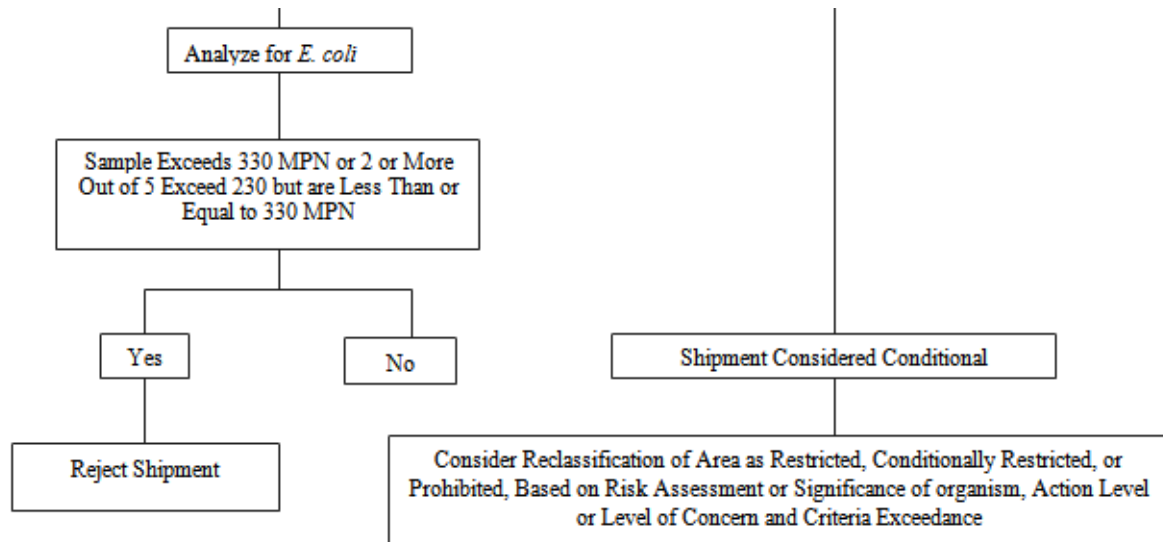 Analyze for E. coli
Sample Exceeds 330 MPN or 2 or More
Out of 5 Exceed 230 but are Less Than or
Equal to 330 MPN
Yes
No
Shipment Considered Conditional
Reject Shipment
Consider Reclassification of Area as Restricted, Conditionally Restricted, or
Prohibited, Based on Risk Assessment or Significance of organism, Action Level
or Level of Concern and Criteria Exceedance